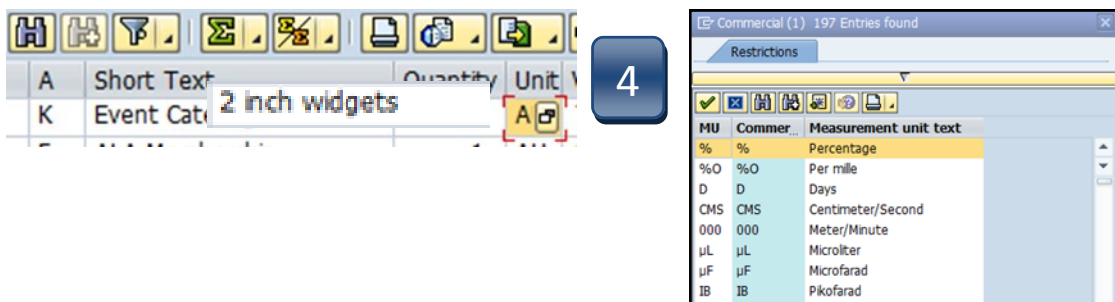 A Short Text Quantity Unit
K Event Cat
2 inch widgets
A
4
Commercial (1) 197 Entries found
Restrictions
MU Commer... Measurement unit text
% % Percentage
%O %O Per mille
D D Days
CMS CMS Centimeter/Second
000 000 Meter/Minute
µL µL Microliter
µF µF Microfarad
IB IB Pikofarad